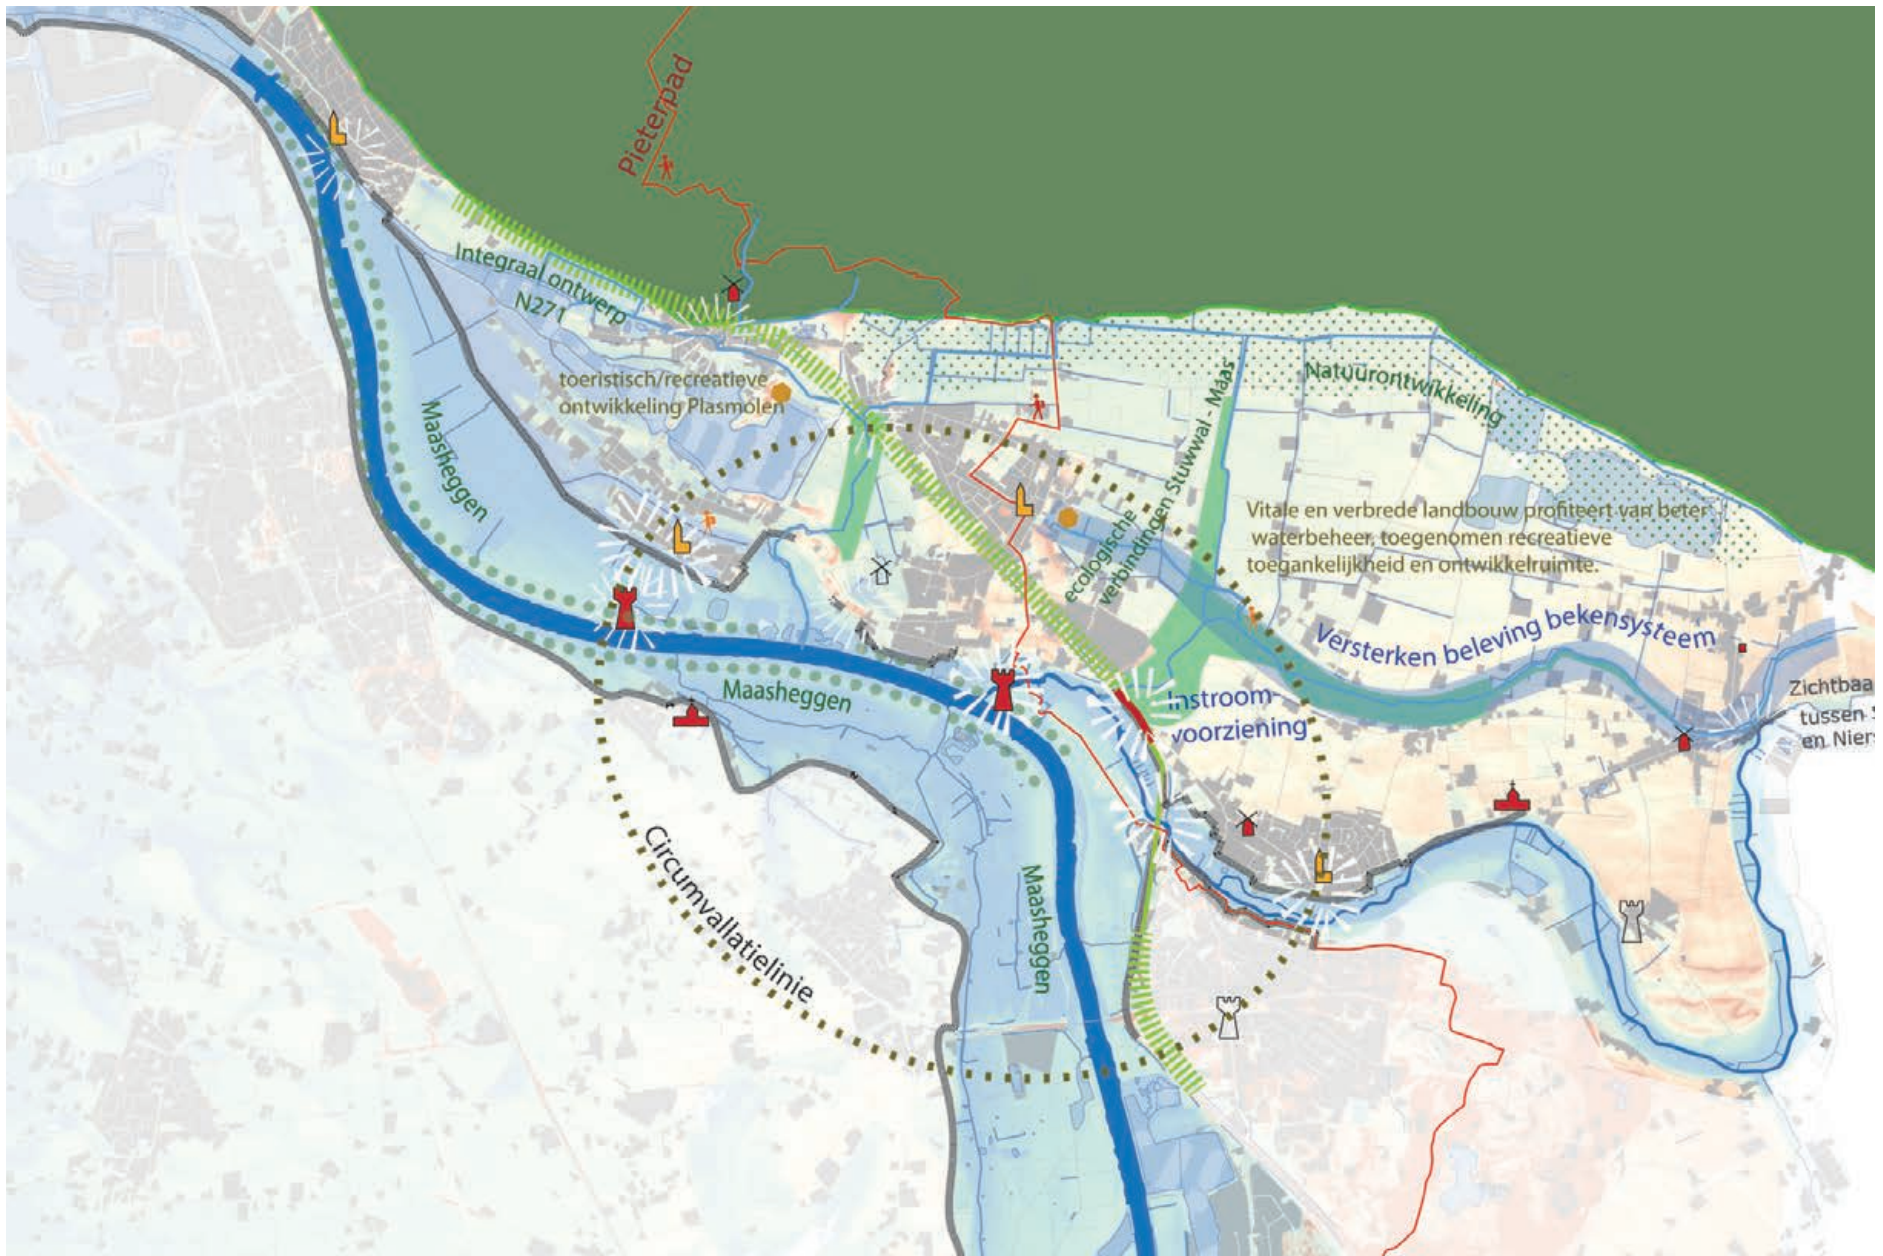 Pieterpad
Integraal ontwerp
N271
toeristisch/recreatieve
ontwikkeling Plasmolen
Maasheggen
Natuurontwikkeling
ecologische
verbindingen Stuwwal - Maas
Vitale en verbrede landbouw profiteert van beter
waterbeheer, toegenomen recreatieve
toegankelijkheid en ontwikkelruimte.
Versterken beleving bekensysteem
Maasheggen
Instroom-
voorziening
Zichtbaa
tussen S
en Niers
Circumvallatielinie
Maasheggen